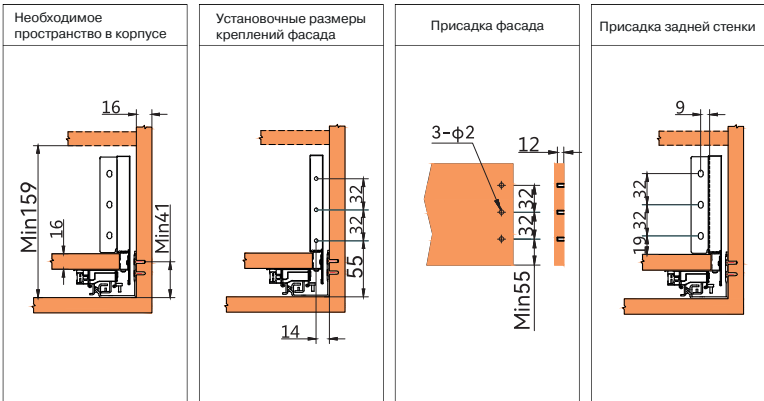 Необходимое
пространство в корпусе
Установочные размеры
креплений фасада
Присадка фасада
Присадка задней стенки
16
Min159
16
Min41
32
32
55
14
3-ф2
12
32
32
Min55
9
32
32
19